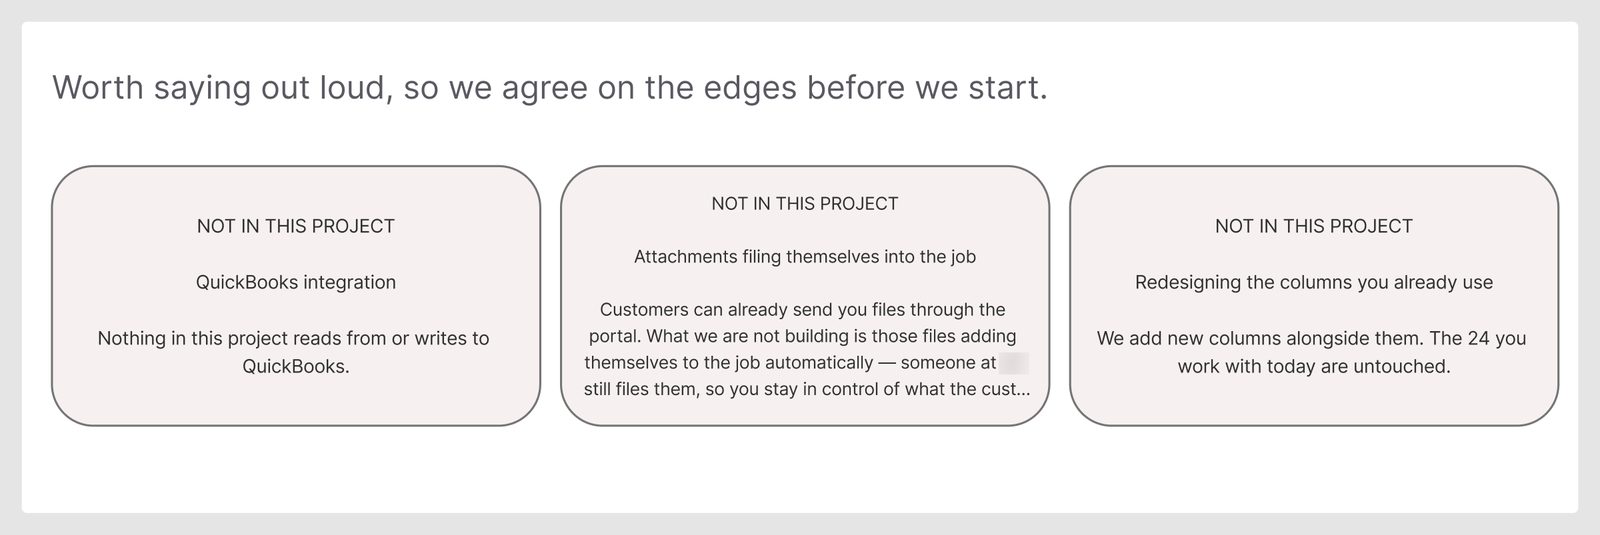 Worth saying out loud, so we agree on the edges before we start.
NOT IN THIS PROJECT
QuickBooks integration
Nothing in this project reads from or writes to
QuickBooks.
NOT IN THIS PROJECT
Attachments filing themselves into the job
Customers can already send you files through the
portal. What we are not building is those files adding
themselves to the job automatically — someone at
still files them, so you stay in control of what the cust...
NOT IN THIS PROJECT
Redesigning the columns you already use
We add new columns alongside them. The 24 you
work with today are untouched.